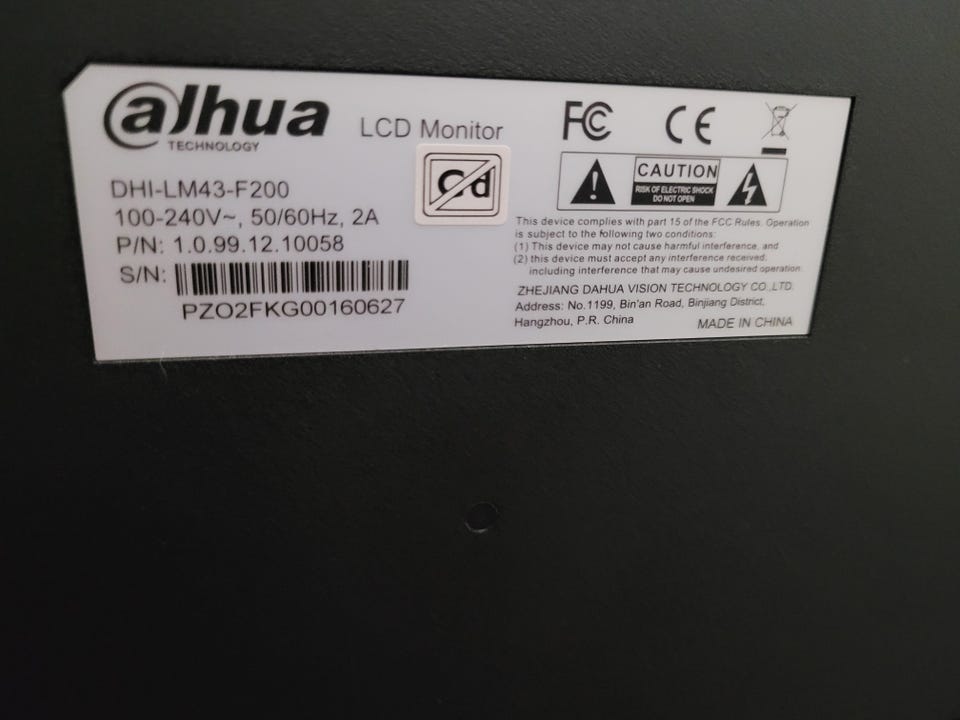 alhua
TECHNOLOGY
LCD Monitor
DHI-LM43-F200
100-240V~, 50/60Hz, 2A
P/N: 1.0.99.12.10058
S/N:
PZO2FKG00160627
Cd
FC
CE
CAUTION
RISK OF ELECTRIC SHOCK
DO NOT OPEN
This device complies with part 15 of the FCC Rules. Operation
is subject to the following two conditions:
(1) This device may not cause harmful interference, and
(2) this device must accept any interference received,
including interference that may cause undesired operation.
ZHEJIANG DAHUA VISION TECHNOLOGY CO.,LTD.
Address: No.1199, Bin'an Road, Binjiang District,
Hangzhou, P.R. China
MADE IN CHINA